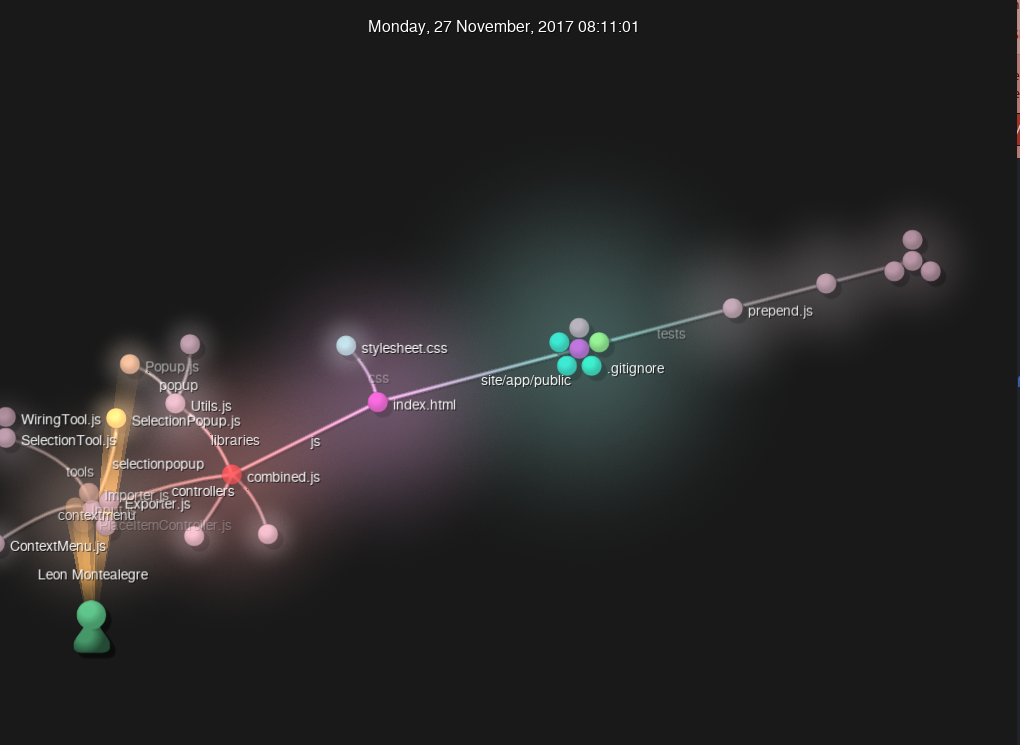 Monday, 27 November, 2017 08:11:01
prepend.js
tests
stylesheet.css
.gitignore
site/app/public
css
index.html
Popup.js
popup
Utils.js
WiringTool.js
SelectionPopup.js
SelectionTool.js
libraries
js
selectionpopup
tools
combined.js
controllers
Importer.js
Exporter.js
contextmenu
PlaceItemController.js
ContextMenu.js
Leon Montealegre